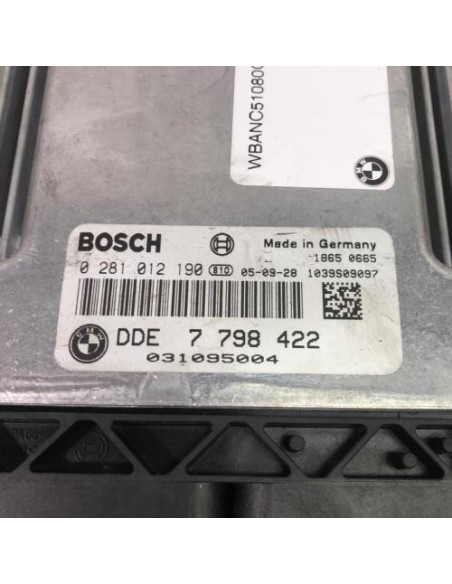 WBANC51080C
BOSCH Made in Germany
1865 0665
0 281 012 190 810 05-09-28 1039S09097
DDE 7 798 422
031095004